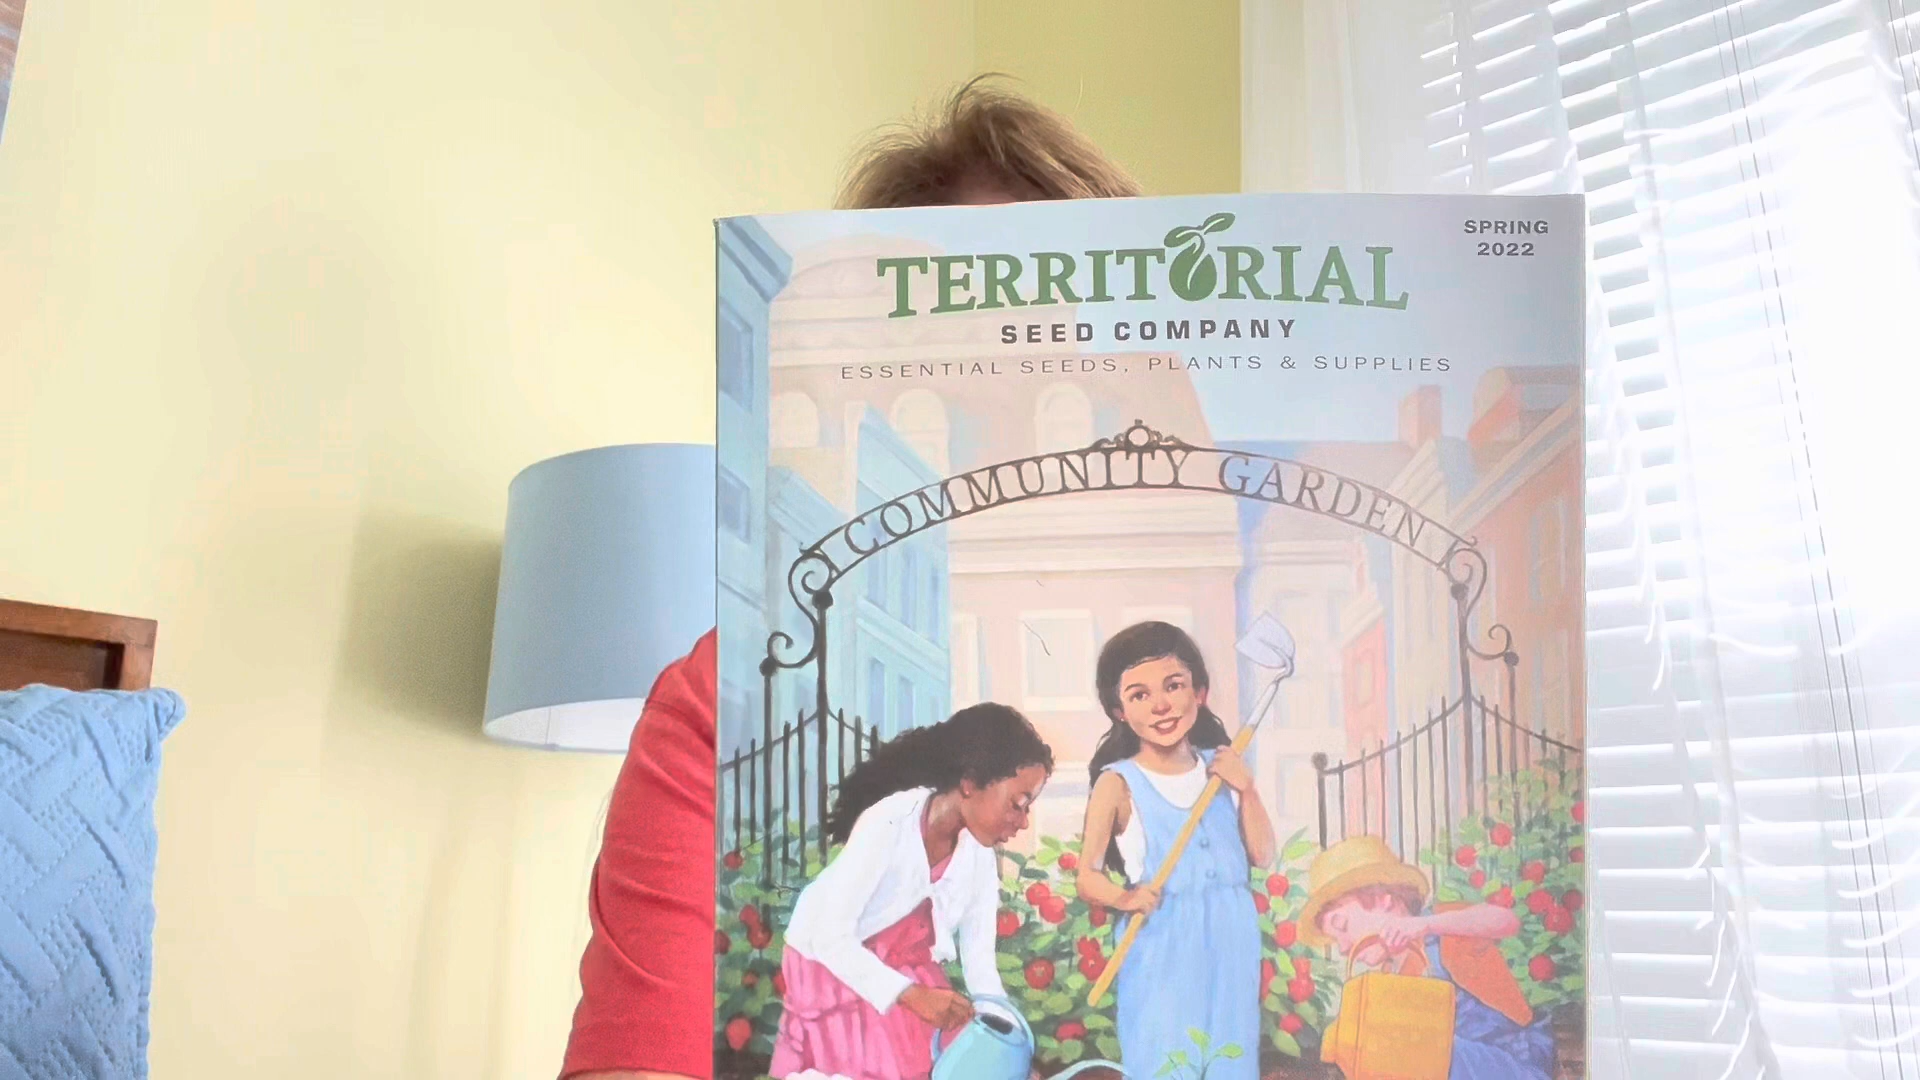 SPRING
2022
TERRITORIAL
SEED COMPANY
ESSENTIAL SEEDS, PLANTS & SUPPLIES
COMMUNITY GARDEN